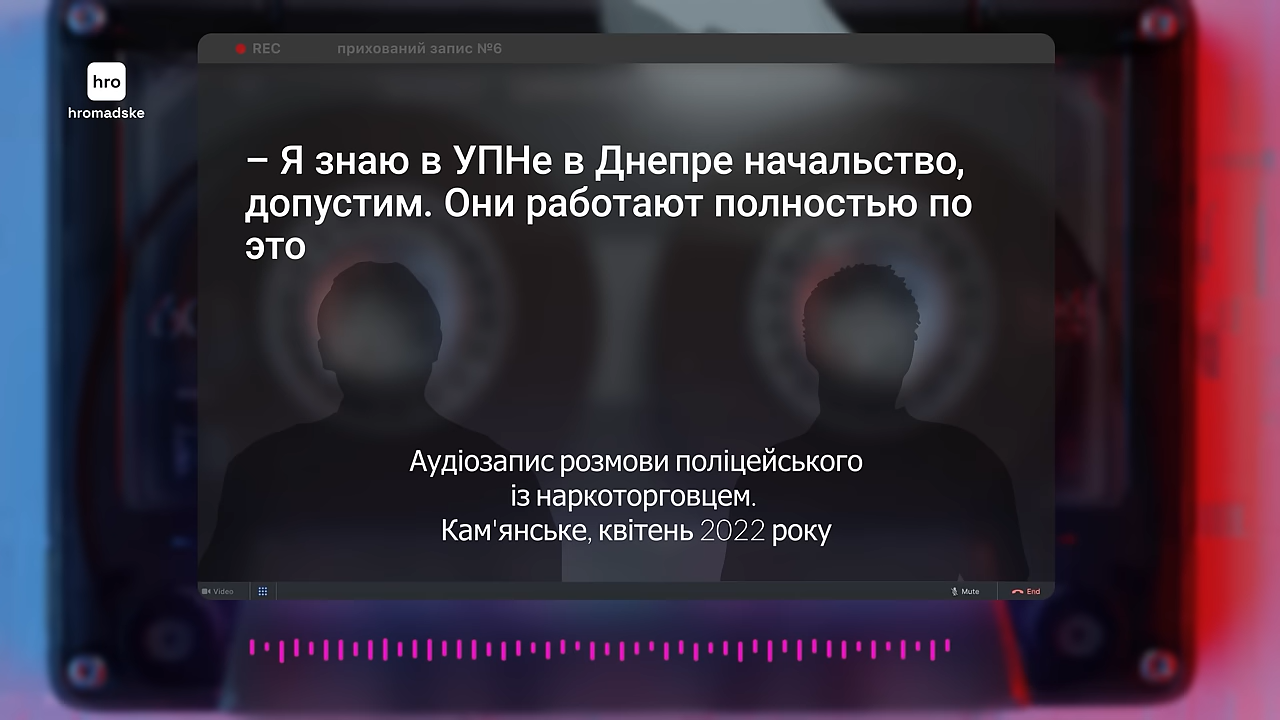 REC
прихований запис №6
hro
hromadske
– Я знаю в УПНе в Днепре начальство,
допустим. Они работают полностью по
это
Аудіозапис розмови поліцейського
із наркоторговцем.
Кам'янське, квітень 2022 року
Video
Mute
End